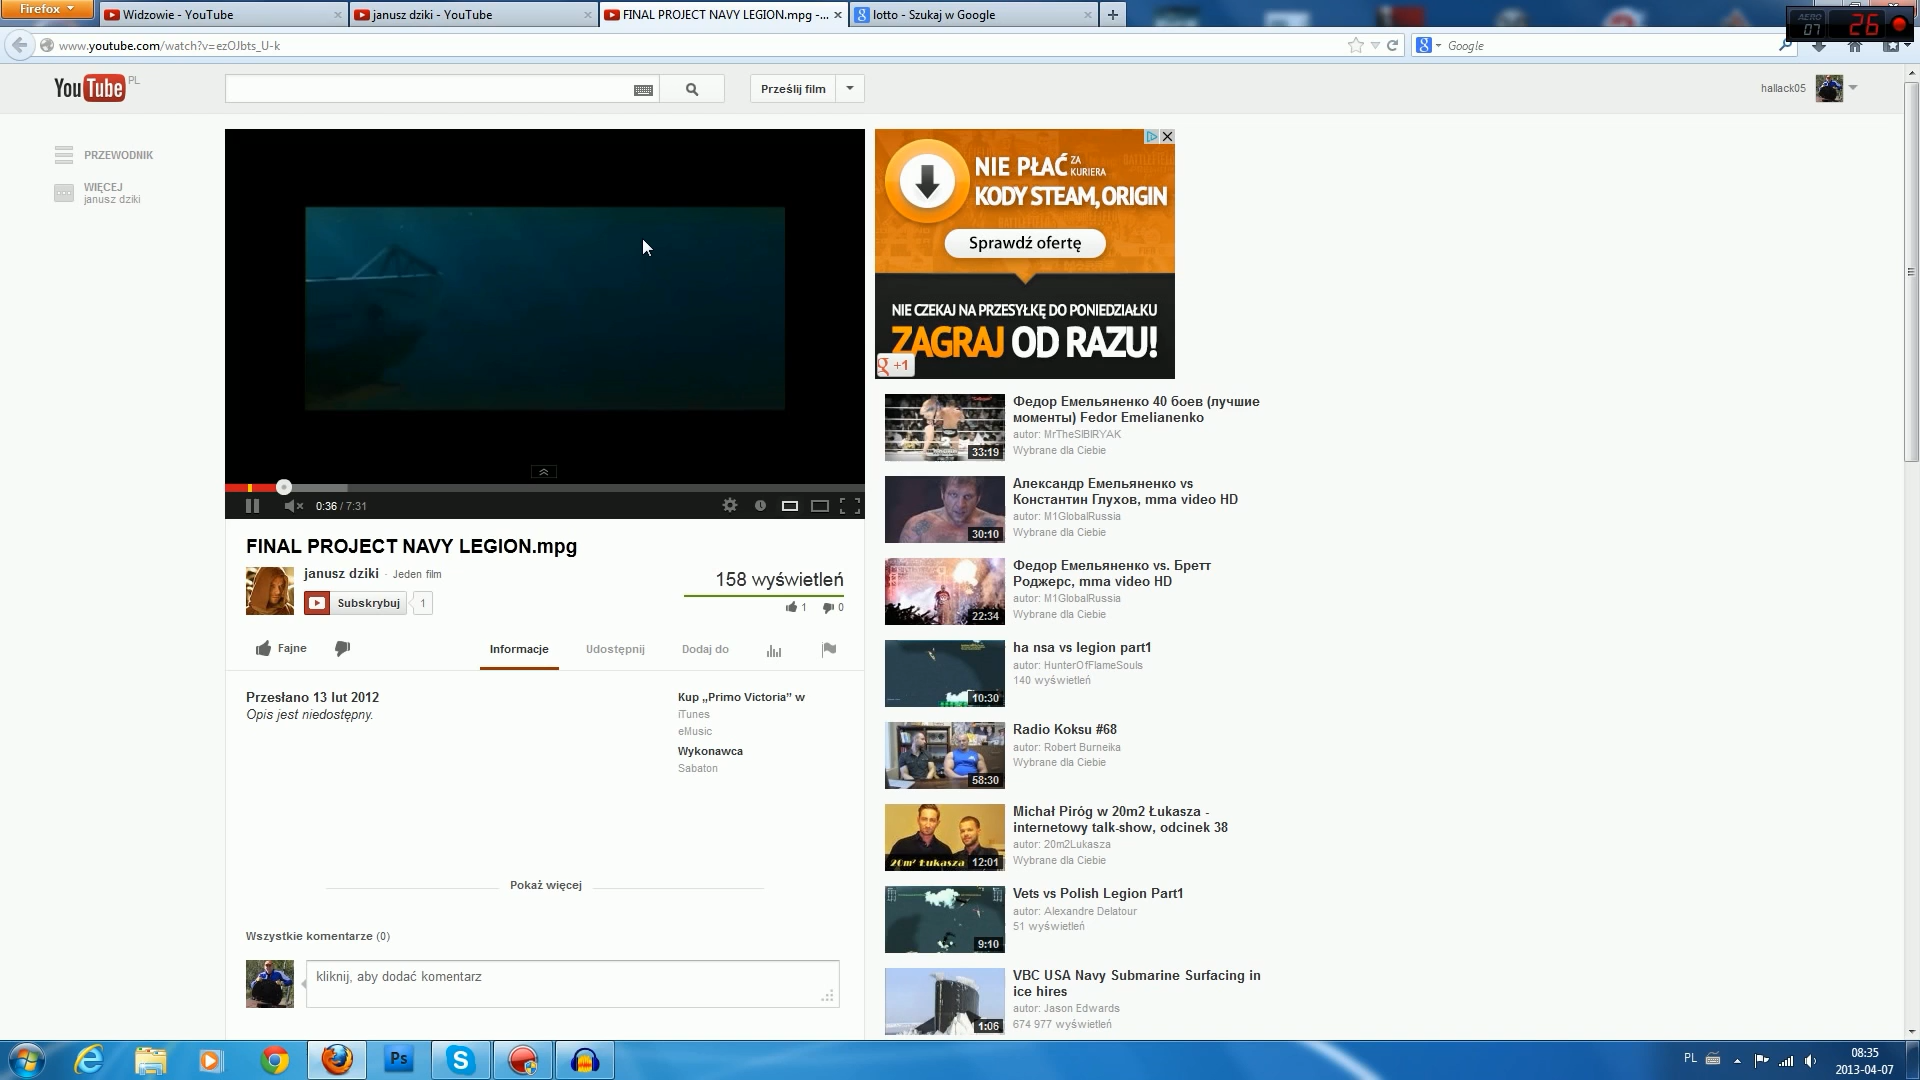 Firefox
Widzowie - YouTube
janusz dziki - YouTube
FINAL PROJECT NAVY LEGION.mpg -...
lotto - Szukaj w Google
AERO
07
26
www.youtube.com/watch?v=ezOJbts_U-k
Google
YouTube PL
Prześlij film
hallack05
PRZEWODNIK
WIĘCEJ
janusz dziki
NIE PŁAĆ ZA KURIERA
KODY STEAM, ORIGIN
Sprawdź ofertę
NIE CZEKAJ NA PRZESYŁKĘ DO PONIEDZIAŁKU
ZAGRAJ OD RAZU!
g +1
0:36 / 7:31
FINAL PROJECT NAVY LEGION.mpg
janusz dziki · Jeden film
Subskrybuj 1
158 wyświetleń
1 0
Fajne
Informacje
Udostępnij
Dodaj do
Przesłano 13 lut 2012
Opis jest niedostępny.
Kup „Primo Victoria” w
iTunes
eMusic
Wykonawca
Sabaton
Pokaż więcej
Wszystkie komentarze (0)
kliknij, aby dodać komentarz
33:19
Федор Емельяненко 40 боев (лучшие
моменты) Fedor Emelianenko
autor: MrTheSIBIRYAK
Wybrane dla Ciebie
30:10
Александр Емельяненко vs
Константин Глухов, mma video HD
autor: M1GlobalRussia
Wybrane dla Ciebie
22:34
Федор Емельяненко vs. Бретт
Роджерс, mma video HD
autor: M1GlobalRussia
Wybrane dla Ciebie
10:30
ha nsa vs legion part1
autor: HunterOfFlameSouls
140 wyświetleń
58:30
Radio Koksu #68
autor: Robert Burneika
Wybrane dla Ciebie
20m² Łukasza 12:01
Michał Piróg w 20m2 Łukasza -
internetowy talk-show, odcinek 38
autor: 20m2Lukasza
Wybrane dla Ciebie
9:10
Vets vs Polish Legion Part1
autor: Alexandre Delatour
51 wyświetleń
1:06
VBC USA Navy Submarine Surfacing in
ice hires
autor: Jason Edwards
674 977 wyświetleń
Ps
PL
08:35
2013-04-07